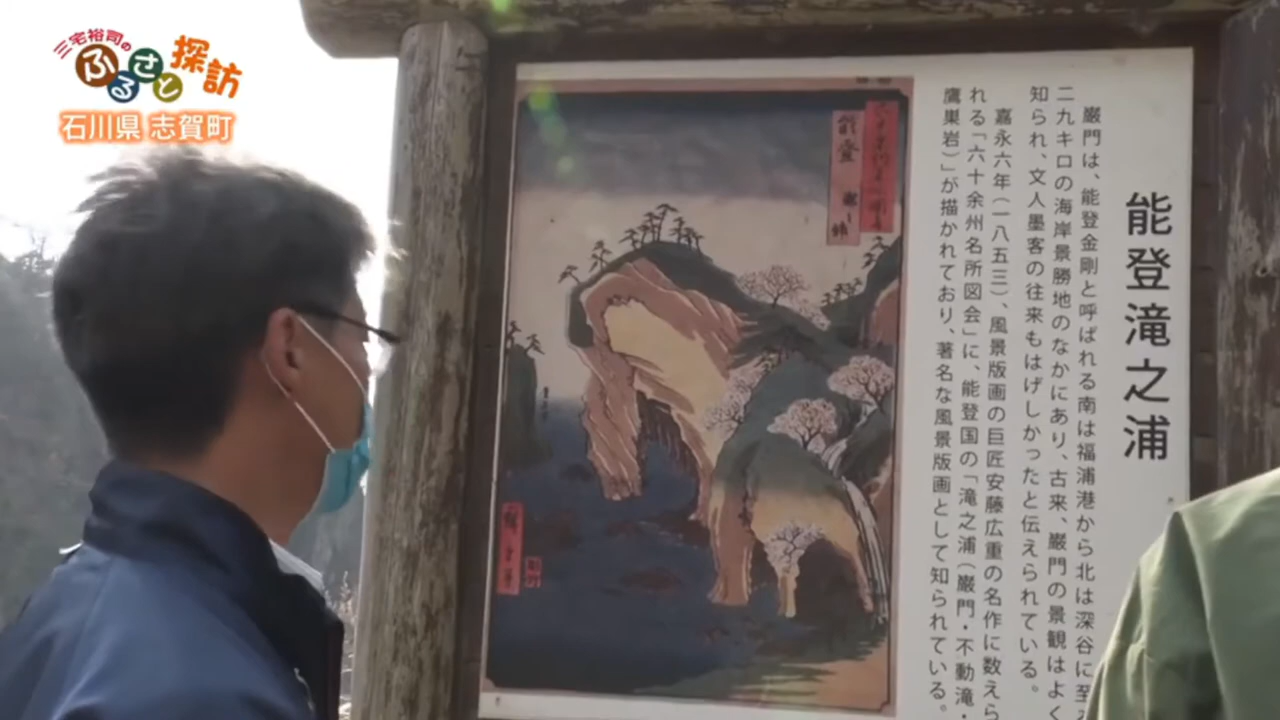 三宅裕司の
ふるさと探訪
石川県 志賀町
能登滝之浦
巌門は、能登金剛と呼ばれる南は福浦港から北は深谷に至る
二九キロの海岸景勝地のなかにあり、古来、巌門の景観はよく
知られ、文人墨客の往来もはげしかったと伝えられている。
嘉永六年(一八五三)、風景版画の巨匠安藤広重の名作に数えら
れる「六十余州名所図会」に、能登国の「滝之浦(巌門・不動滝・
鷹巣岩)」が描かれており、著名な風景版画として知られている。
能登